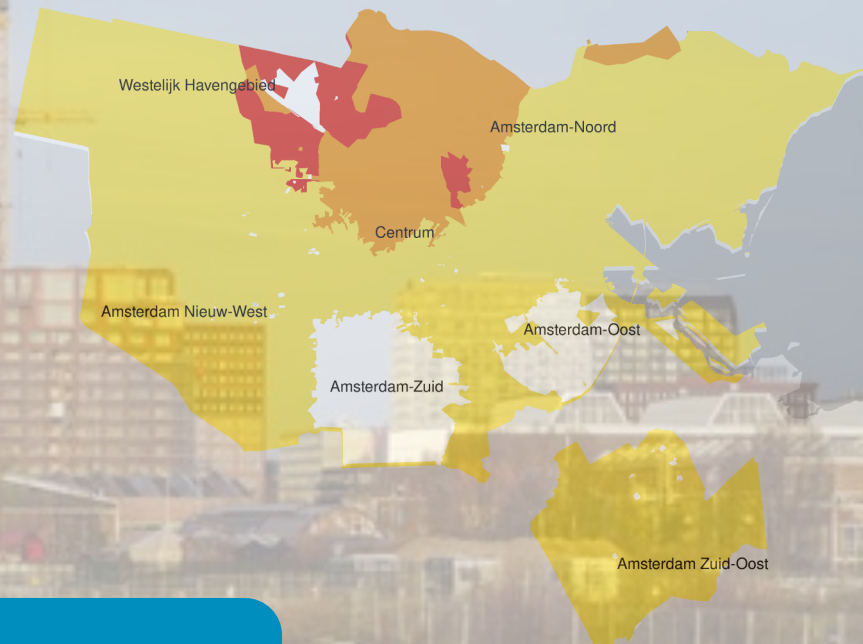 Westelijk Havengebied
Amsterdam-Noord
Centrum
Amsterdam Nieuw-West
Amsterdam-Oost
Amsterdam-Zuid
Amsterdam Zuid-Oost